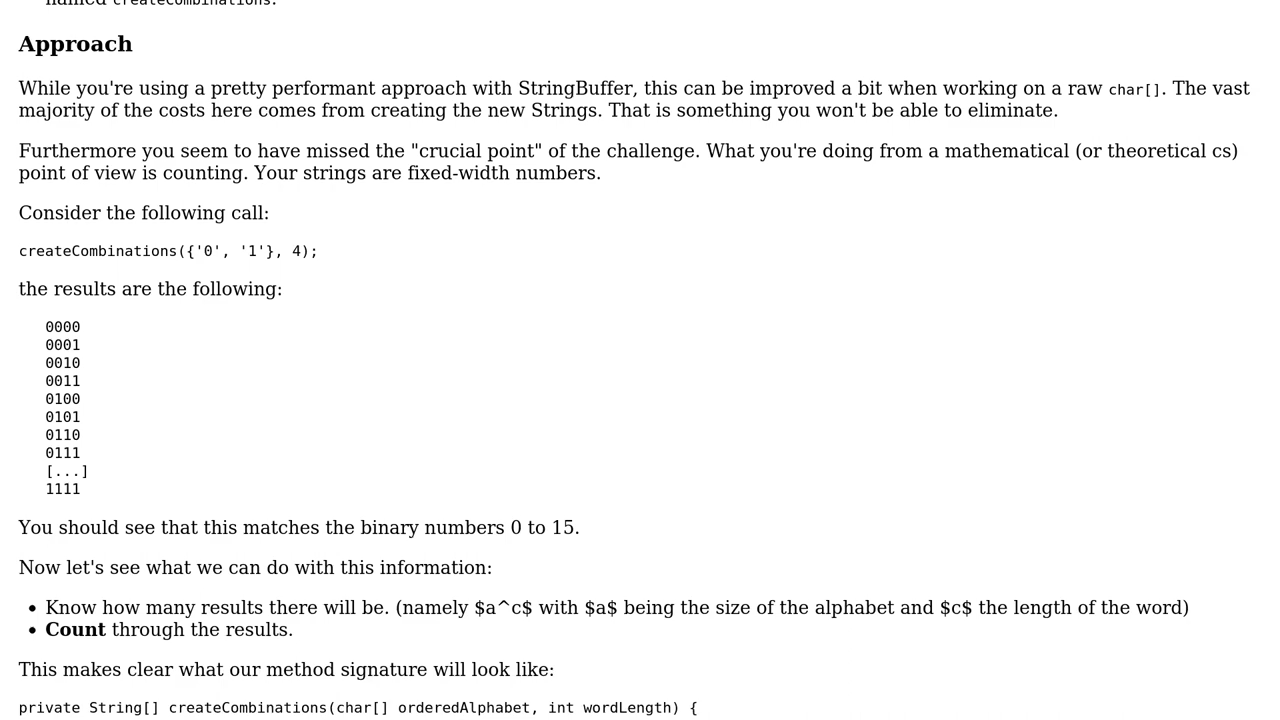 named createCombinations.
Approach
While you're using a pretty performant approach with StringBuffer, this can be improved a bit when working on a raw char[]. The vast
majority of the costs here comes from creating the new Strings. That is something you won't be able to eliminate.
Furthermore you seem to have missed the "crucial point" of the challenge. What you're doing from a mathematical (or theoretical cs)
point of view is counting. Your strings are fixed-width numbers.
Consider the following call:
createCombinations({'0', '1'}, 4);
the results are the following:
0000
0001
0010
0011
0100
0101
0110
0111
[...]
1111
You should see that this matches the binary numbers 0 to 15.
Now let's see what we can do with this information:
• Know how many results there will be. (namely $a^c$ with $a$ being the size of the alphabet and $c$ the length of the word)
• Count through the results.
This makes clear what our method signature will look like:
private String[] createCombinations(char[] orderedAlphabet, int wordLength) {